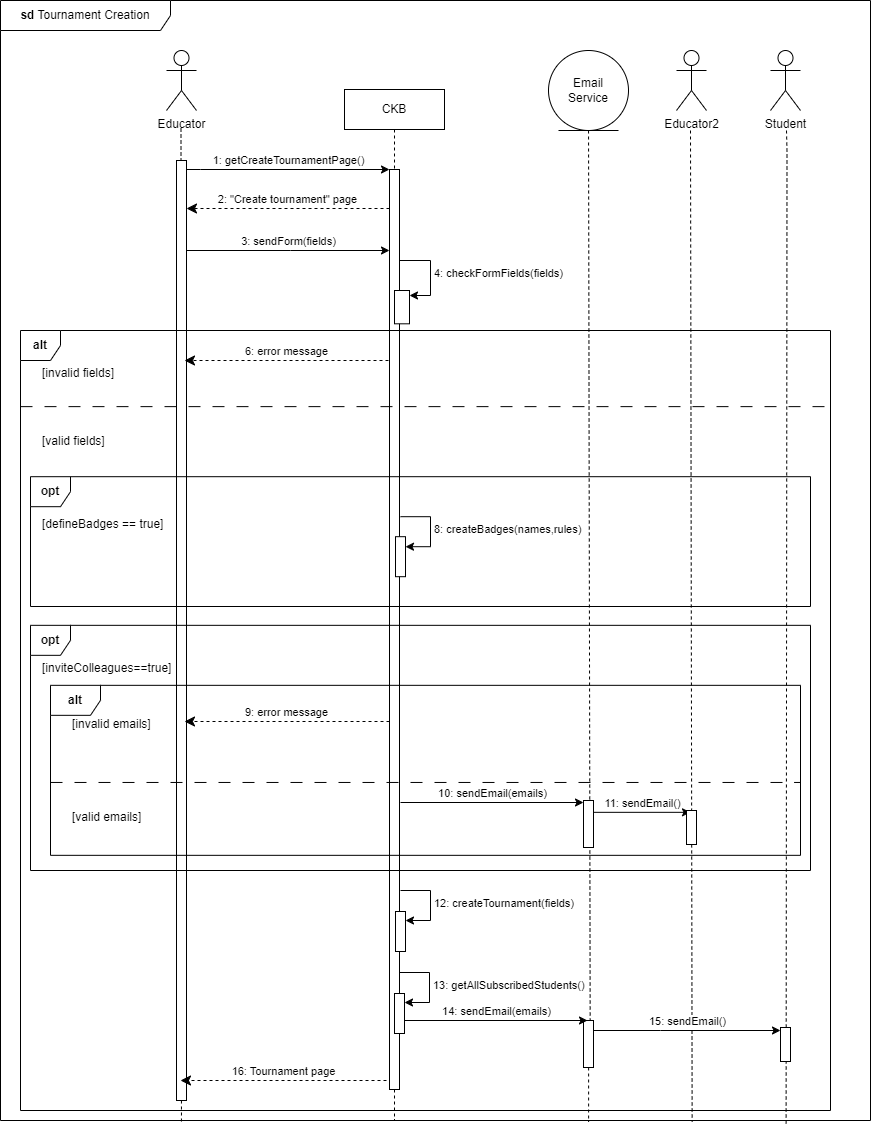 sd Tournament Creation
Email
Service
CKB
Educator
Educator2
Student
1: getCreateTournamentPage()
2: "Create tournament" page
3: sendForm(fields)
4: checkFormFields(fields)
alt
6: error message
[invalid fields]
[valid fields]
opt
[defineBadges == true]
8: createBadges(names,rules)
opt
[inviteColleagues==true]
alt
9: error message
[invalid emails]
10: sendEmail(emails)
11: sendEmail()
[valid emails]
12: createTournament(fields)
13: getAllSubscribedStudents()
14: sendEmail(emails)
15: sendEmail()
16: Tournament page